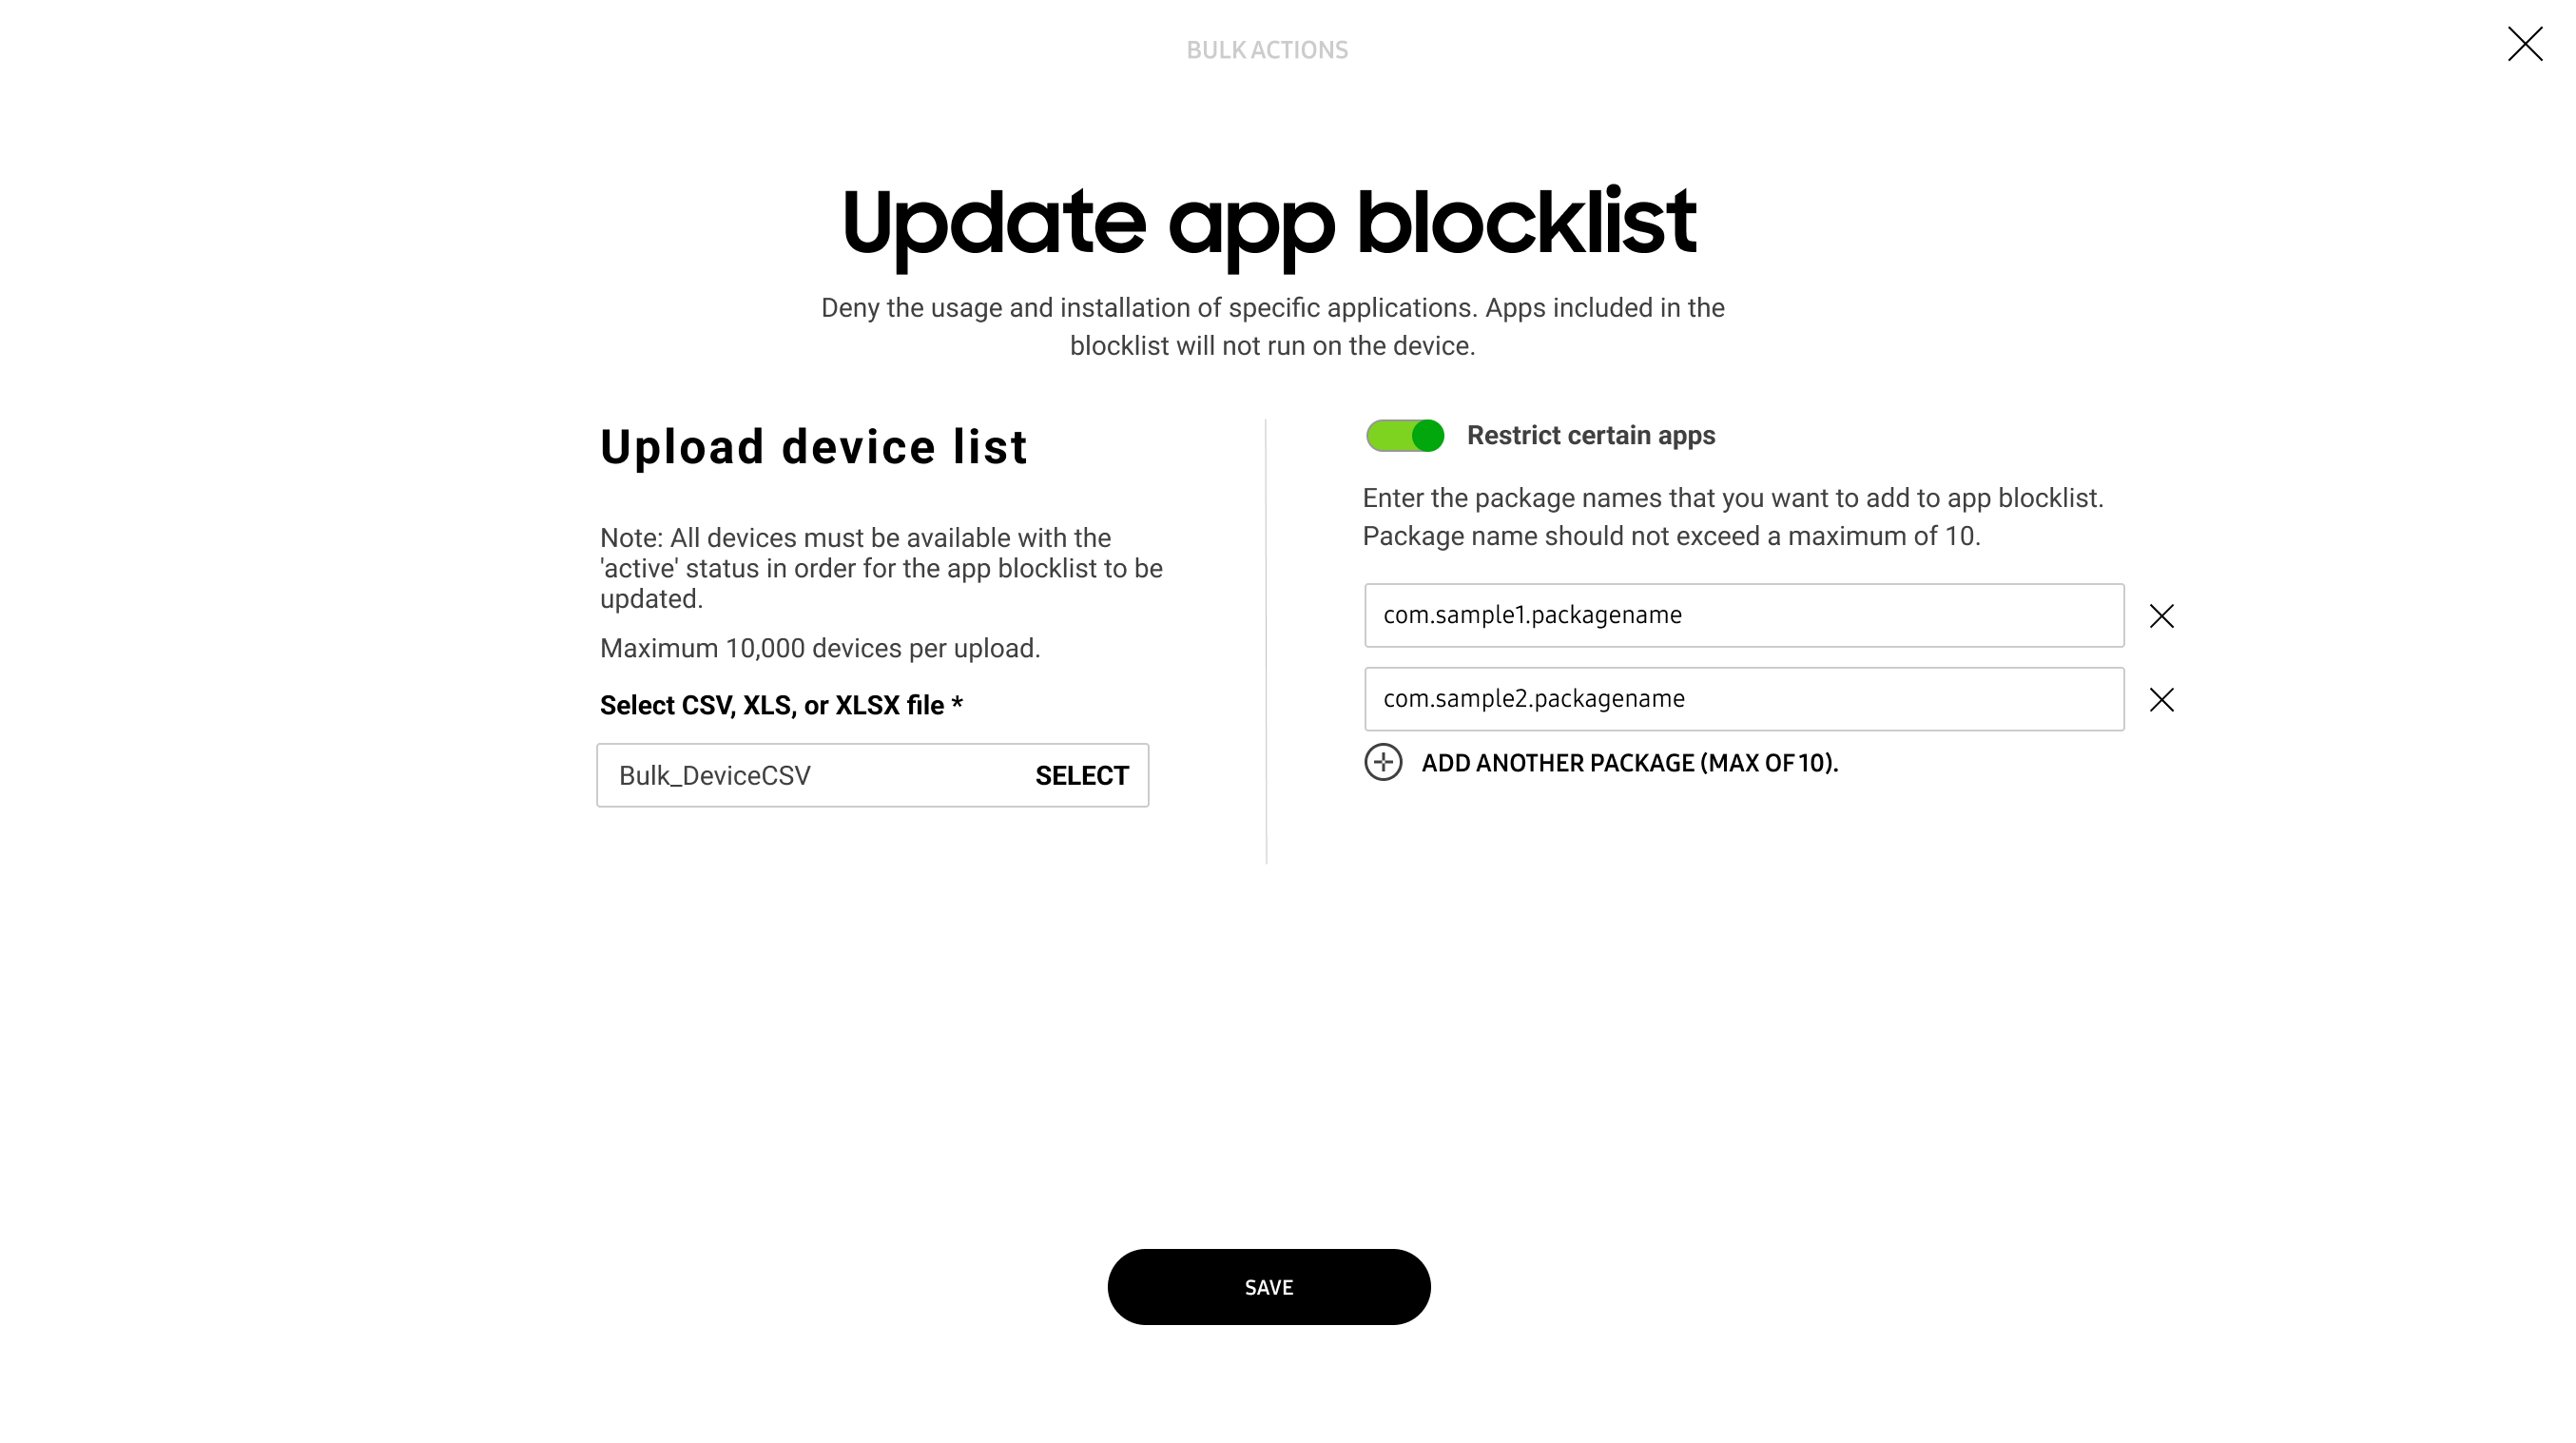 BULK ACTIONS
Update app blocklist
Deny the usage and installation of specific applications. Apps included in the
blocklist will not run on the device.
Upload device list
Note: All devices must be available with the
'active' status in order for the app blocklist to be
updated.
Maximum 10,000 devices per upload.
Select CSV, XLS, or XLSX file *
Bulk_DeviceCSV SELECT
Restrict certain apps
Enter the package names that you want to add to app blocklist.
Package name should not exceed a maximum of 10.
com.sample1.packagename
com.sample2.packagename
ADD ANOTHER PACKAGE (MAX OF 10).
SAVE